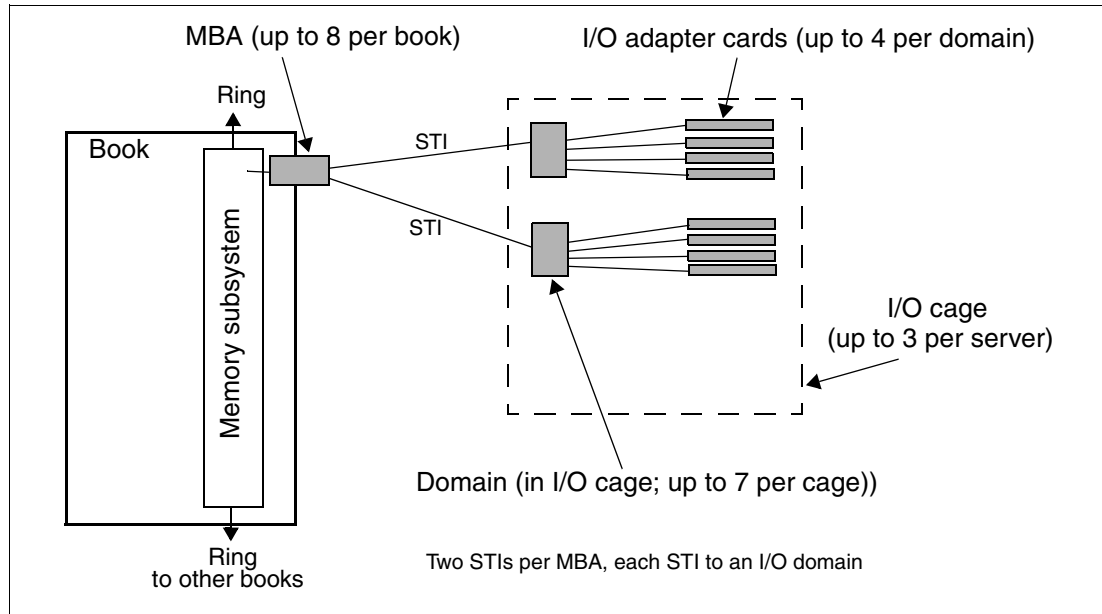 MBA (up to 8 per book)
I/O adapter cards (up to 4 per domain)
Ring
Book
STI
STI
Memory subsystem
I/O cage
(up to 3 per server)
Domain (in I/O cage; up to 7 per cage))
Ring
to other books
Two STIs per MBA, each STI to an I/O domain